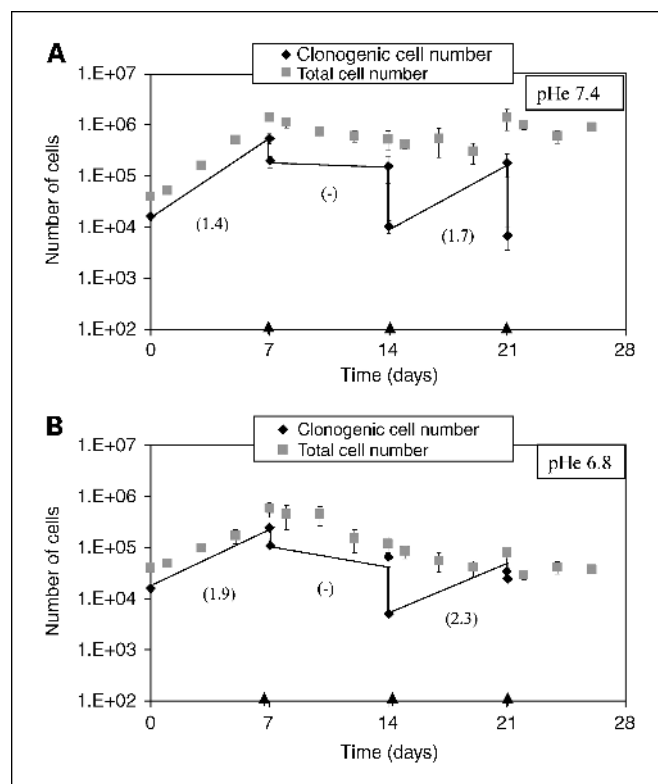 A
Clonogenic cell number
Total cell number
pHe 7.4
Number of cells
1.E+07
1.E+06
1.E+05
1.E+04
1.E+03
1.E+02
(1.4)
(-)
(1.7)
0 7 14 21 28
Time (days)
B
Clonogenic cell number
Total cell number
pHe 6.8
Number of cells
1.E+07
1.E+06
1.E+05
1.E+04
1.E+03
1.E+02
(1.9)
(-)
(2.3)
0 7 14 21 28
Time (days)